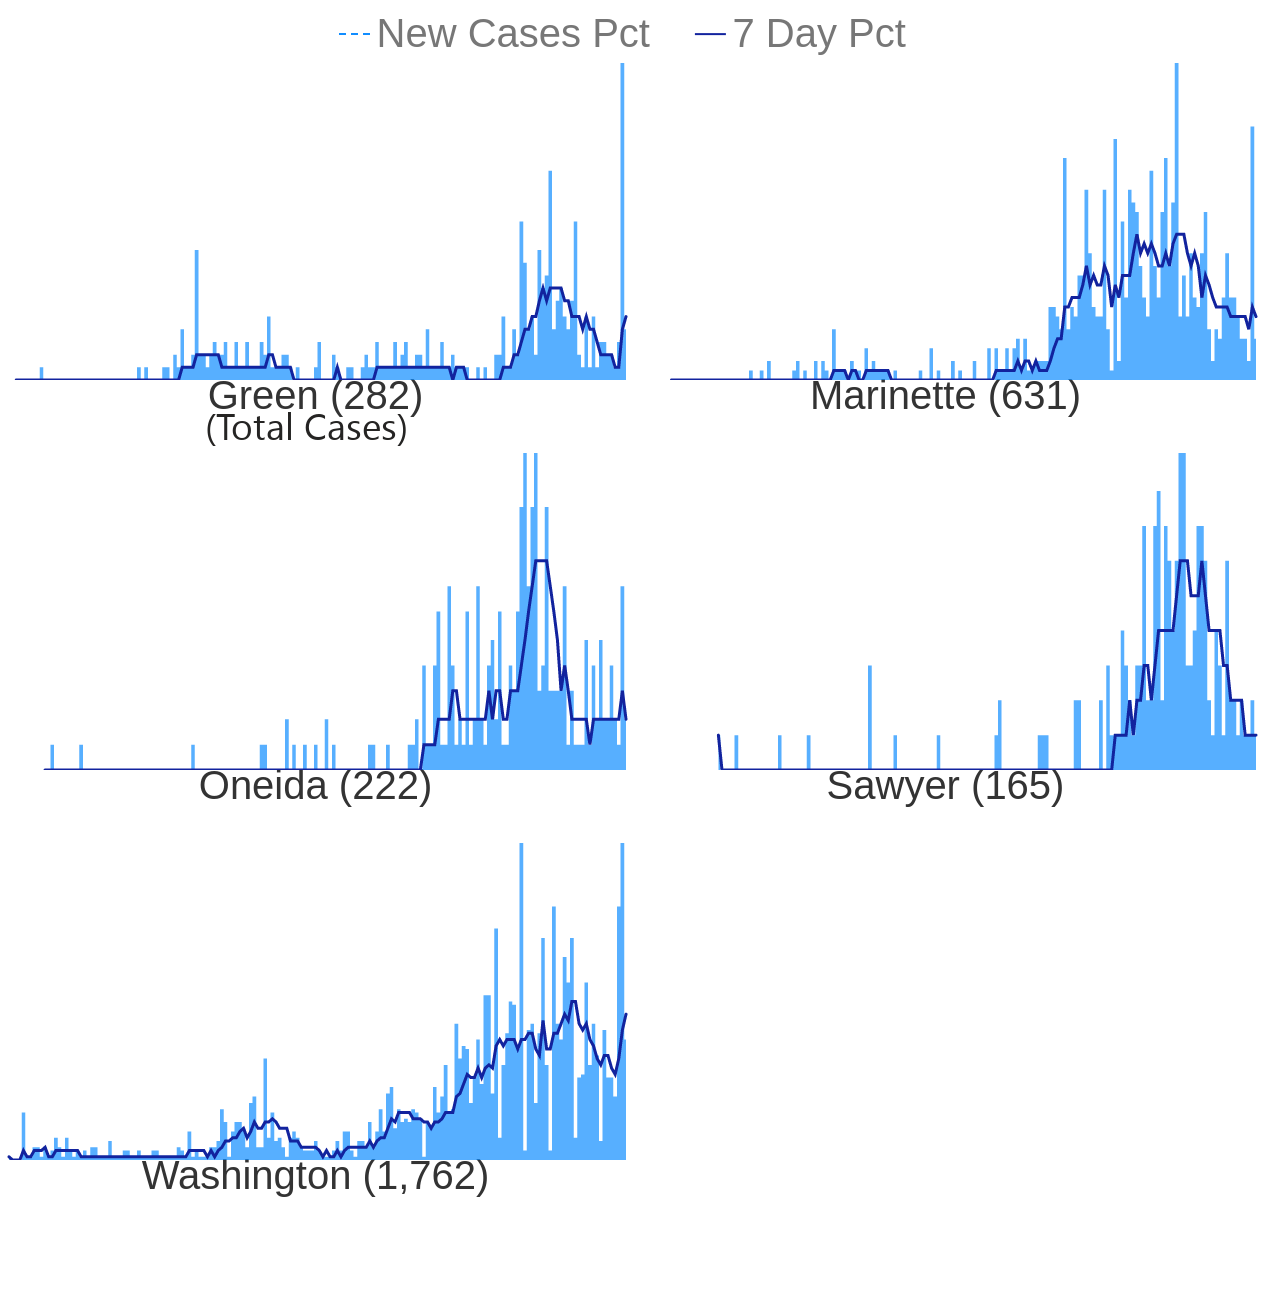 New Cases Pct 7 Day Pct
Green (282)
(Total Cases)
Marinette (631)
Oneida (222)
Sawyer (165)
Washington (1,762)